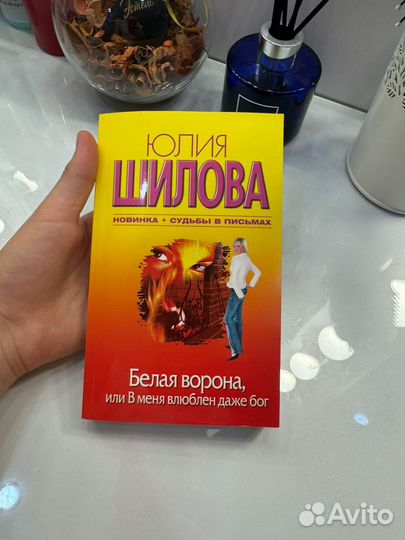 ЮЛИЯ
ШИЛОВА
НОВИНКА + СУДЬБЫ В ПИСЬМАХ
Белая ворона,
или В меня влюблен даже бог
Avito